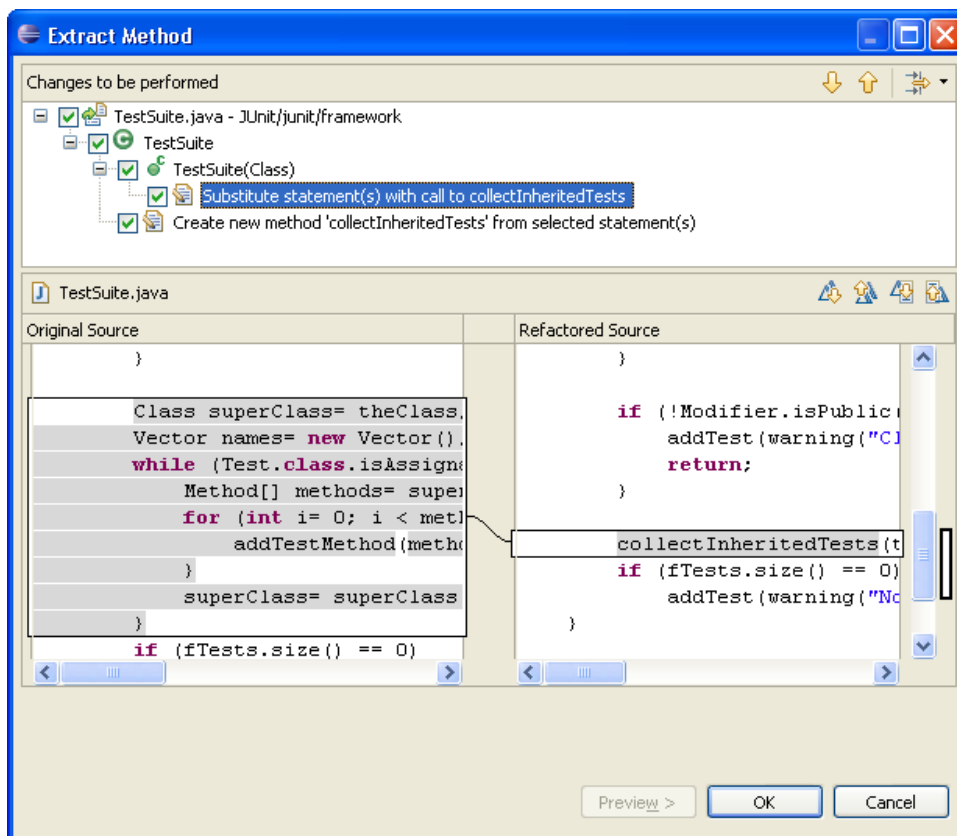 Extract Method
Changes to be performed
TestSuite.java - JUnit/junit/framework
TestSuite
TestSuite(Class)
Substitute statement(s) with call to collectInheritedTests
Create new method 'collectInheritedTests' from selected statement(s)
TestSuite.java
Original Source
}
Class superClass= theClass.
Vector names= new Vector().
while (Test.class.isAssigna
Method[] methods= super
for (int i= 0; i < metl
addTestMethod(metho
}
superClass= superClass
}
if (fTests.size() == 0)
Refactored Source
}
if (!Modifier.isPublic(
addTest(warning("Cl
return;
}
collectInheritedTests(t
if (fTests.size() == 0)
addTest(warning("No
}
Preview >
OK
Cancel